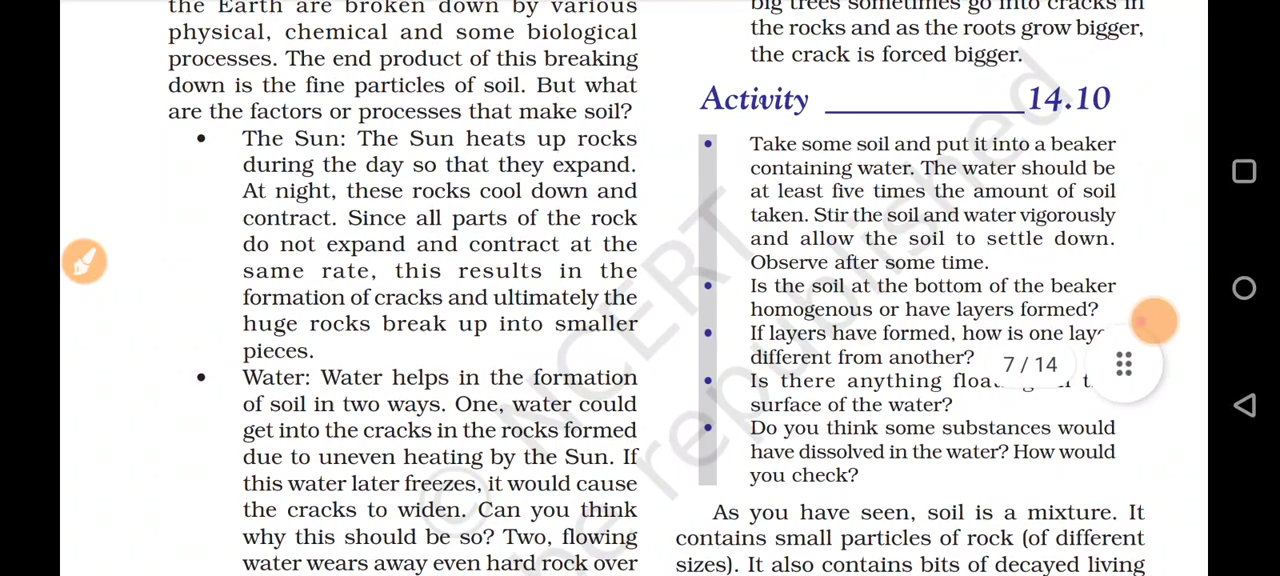 the Earth are broken down by various
physical, chemical and some biological
processes. The end product of this breaking
down is the fine particles of soil. But what
are the factors or processes that make soil?
• The Sun: The Sun heats up rocks
during the day so that they expand.
At night, these rocks cool down and
contract. Since all parts of the rock
do not expand and contract at the
same rate, this results in the
formation of cracks and ultimately the
huge rocks break up into smaller
pieces.
• Water: Water helps in the formation
of soil in two ways. One, water could
get into the cracks in the rocks formed
due to uneven heating by the Sun. If
this water later freezes, it would cause
the cracks to widen. Can you think
why this should be so? Two, flowing
water wears away even hard rock over
big trees sometimes go into cracks in
the rocks and as the roots grow bigger,
the crack is forced bigger.
Activity 14.10
• Take some soil and put it into a beaker
containing water. The water should be
at least five times the amount of soil
taken. Stir the soil and water vigorously
and allow the soil to settle down.
Observe after some time.
• Is the soil at the bottom of the beaker
homogenous or have layers formed?
• If layers have formed, how is one
different from another?
• Is there anything
surface of the water?
• Do you think some substances would
have dissolved in the water? How would
you check?
As you have seen, soil is a mixture. It
contains small particles of rock (of different
sizes). It also contains bits of decayed living
7 / 14
© NCERT
be republished